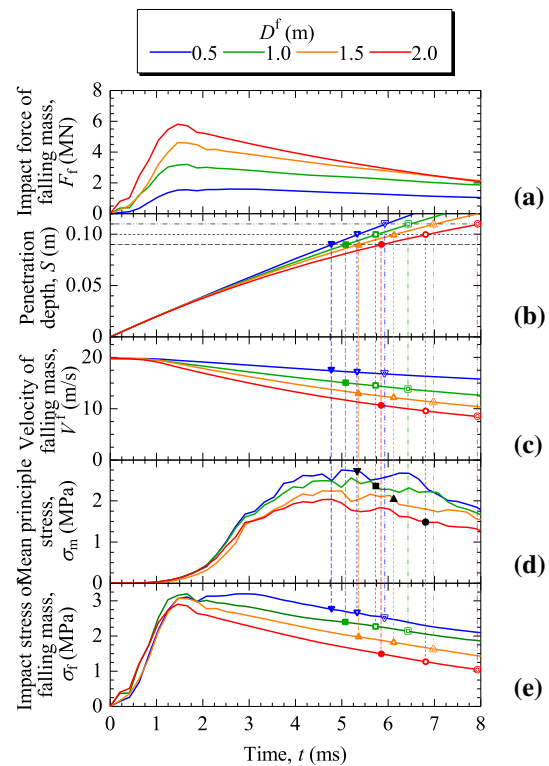 D^f (m)
0.5 1.0 1.5 2.0
Impact force of
falling mass,
F_f (MN)
8
6
4
2
0
(a)
Penetration
depth, S (m)
0.10
0.05
(b)
Velocity of
falling mass,
V^f (m/s)
20
10
0
(c)
Mean principle
stress,
σ_m (MPa)
2
1
0
(d)
Impact stress of
falling mass,
σ_f (MPa)
3
2
1
0
(e)
0 1 2 3 4 5 6 7 8
Time, t (ms)